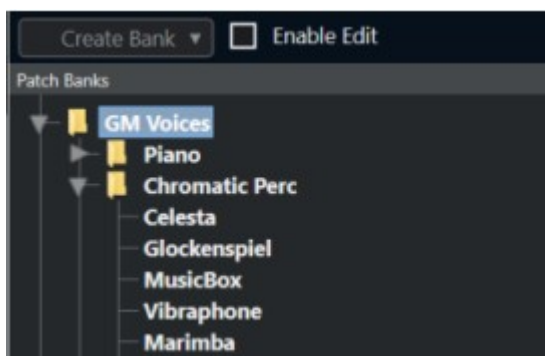 Create Bank Enable Edit
Patch Banks
GM Voices
Piano
Chromatic Perc
Celesta
Glockenspiel
MusicBox
Vibraphone
Marimba